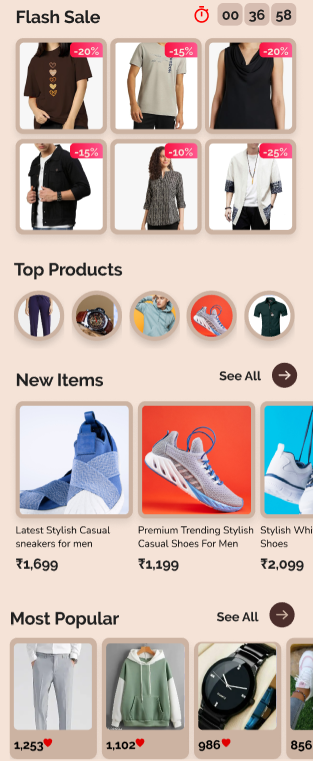 Flash Sale
00 36 58
-20% -15% -20%
-15% -10% -25%
Top Products
New Items
See All
Latest Stylish Casual
sneakers for men
₹1,699
Premium Trending Stylish
Casual Shoes For Men
₹1,199
Stylish Whi
Shoes
₹2,099
Most Popular
See All
1,253 1,102 986 856